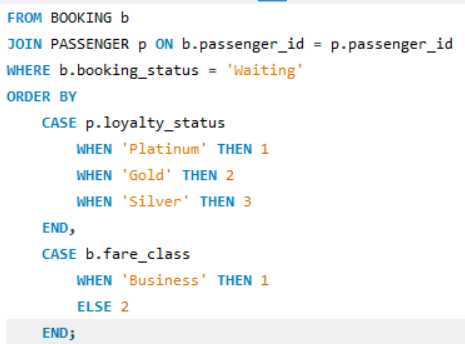 FROM BOOKING b
JOIN PASSENGER p ON b.passenger_id = p.passenger_id
WHERE b.booking_status = 'Waiting'
ORDER BY
    CASE p.loyalty_status
        WHEN 'Platinum' THEN 1
        WHEN 'Gold' THEN 2
        WHEN 'Silver' THEN 3
    END,
    CASE b.fare_class
        WHEN 'Business' THEN 1
        ELSE 2
    END;